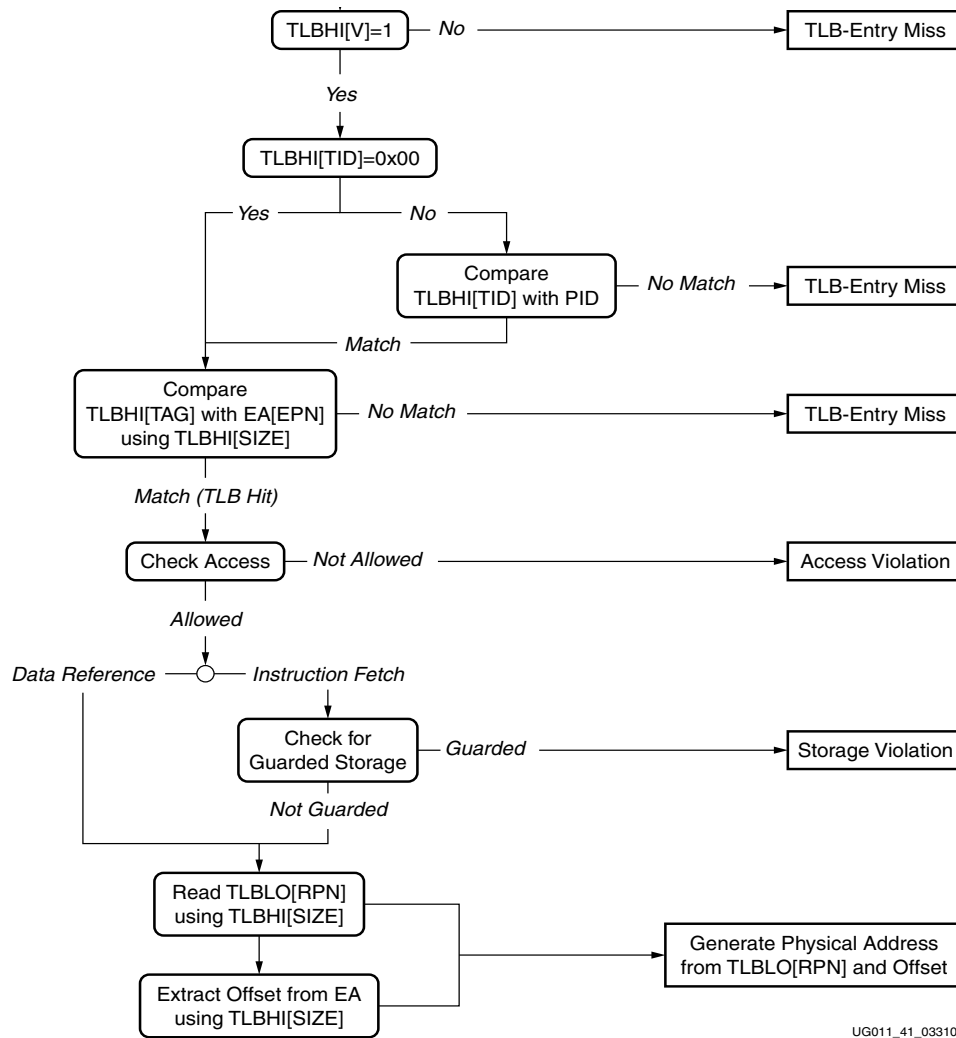 TLBHI[V]=1
No
TLB-Entry Miss
Yes
TLBHI[TID]=0x00
Yes
No
Compare
TLBHI[TID] with PID
No Match
TLB-Entry Miss
Match
Compare
TLBHI[TAG] with EA[EPN]
using TLBHI[SIZE]
No Match
TLB-Entry Miss
Match (TLB Hit)
Check Access
Not Allowed
Access Violation
Allowed
Data Reference
Instruction Fetch
Check for
Guarded Storage
Guarded
Storage Violation
Not Guarded
Read TLBLO[RPN]
using TLBHI[SIZE]
Generate Physical Address
from TLBLO[RPN] and Offset
Extract Offset from EA
using TLBHI[SIZE]
UG011_41_03310